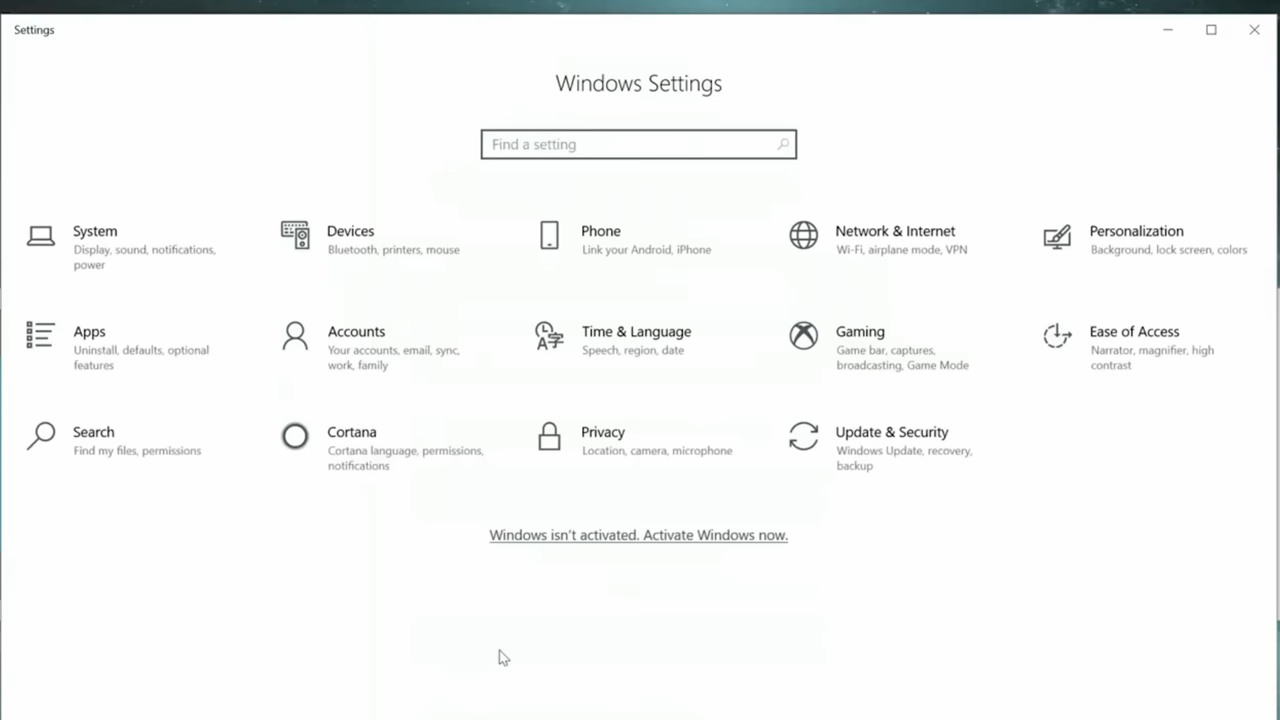 Settings
Windows Settings
Find a setting
System
Display, sound, notifications,
power
Devices
Bluetooth, printers, mouse
Phone
Link your Android, iPhone
Network & Internet
Wi-Fi, airplane mode, VPN
Personalization
Background, lock screen, colors
Apps
Uninstall, defaults, optional
features
Accounts
Your accounts, email, sync,
work, family
Time & Language
Speech, region, date
Gaming
Game bar, captures,
broadcasting, Game Mode
Ease of Access
Narrator, magnifier, high
contrast
Search
Find my files, permissions
Cortana
Cortana language, permissions,
notifications
Privacy
Location, camera, microphone
Update & Security
Windows Update, recovery,
backup
Windows isn't activated. Activate Windows now.